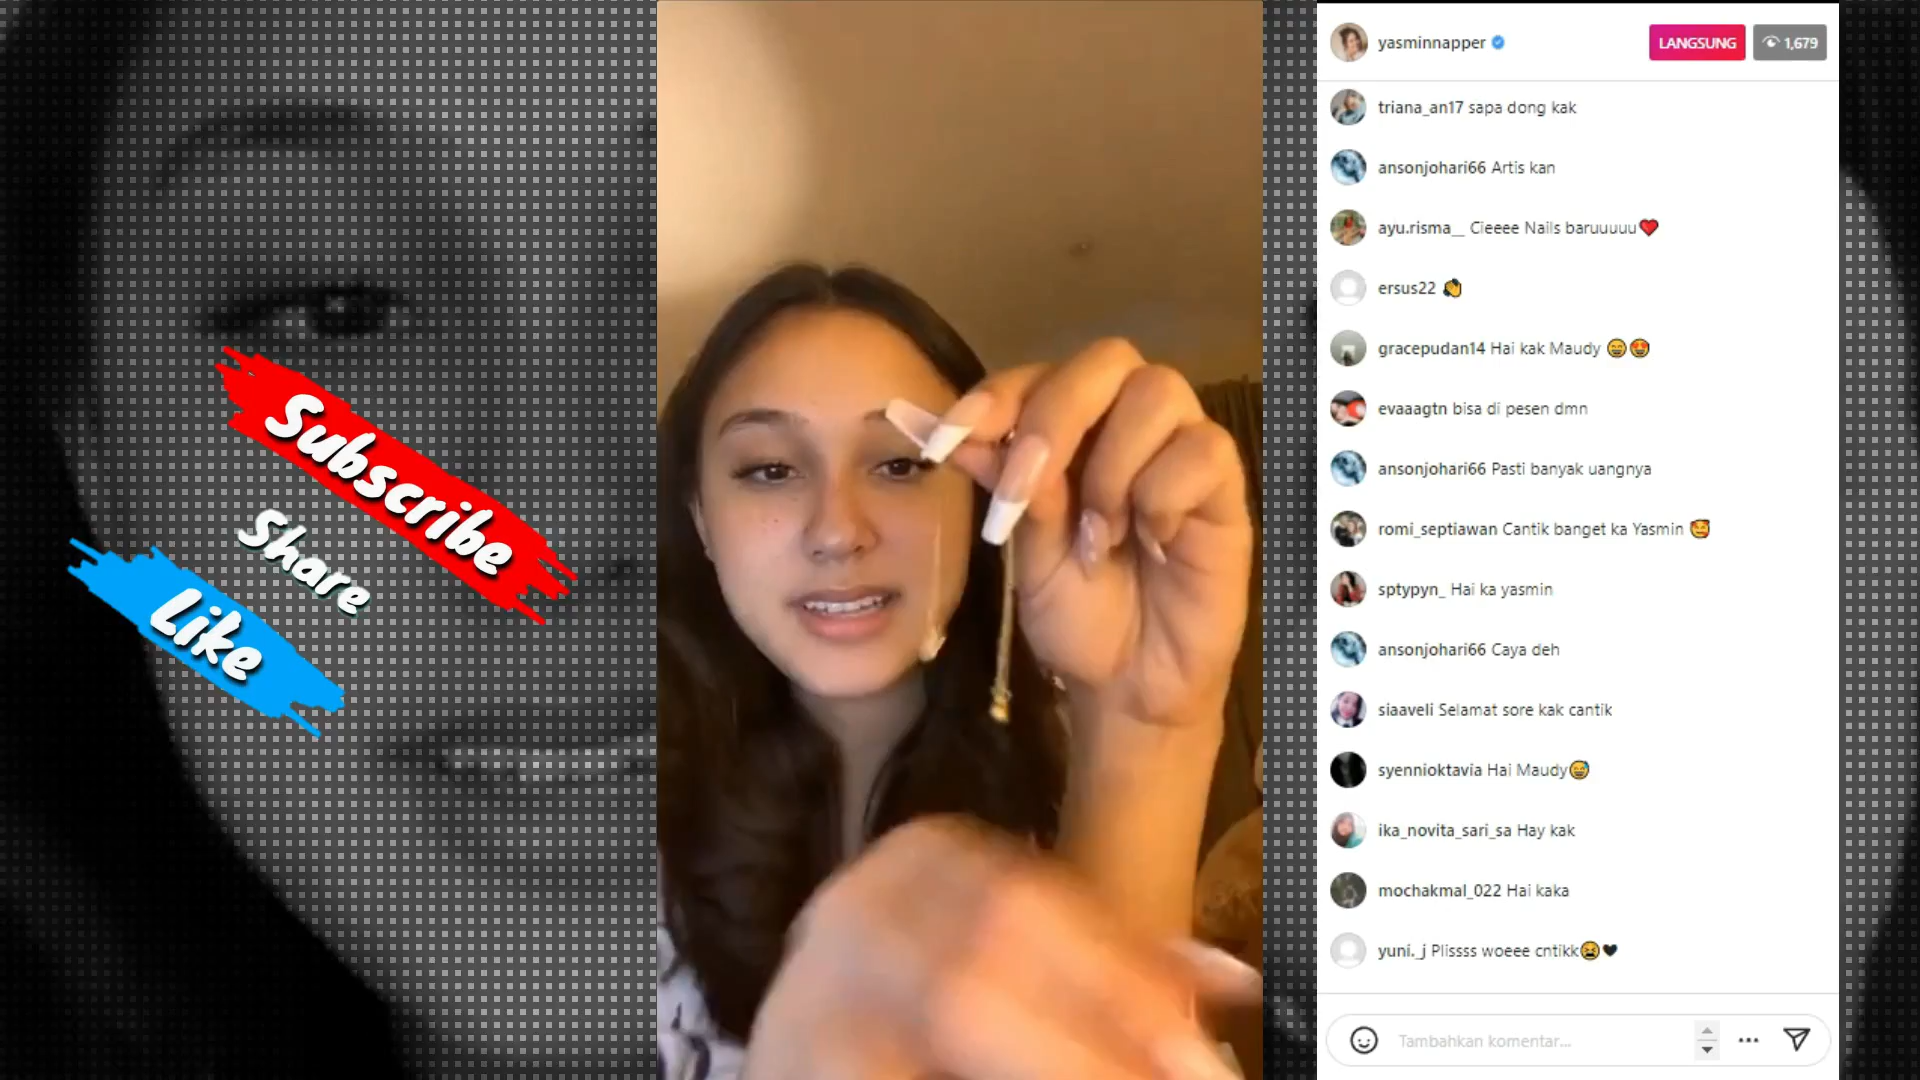 Subscribe
Share
Like
yasminnapper
LANGSUNG
1,679
triana_an17 sapa dong kak
ansonjohari66 Artis kan
ayu.risma__ Cieeee Nails baruuuuu❤️
ersus22 👏
gracepudan14 Hai kak Maudy 😄😍
evaaagtn bisa di pesen dmn
ansonjohari66 Pasti banyak uangnya
romi_septiawan Cantik banget ka Yasmin 🥰
sptypyn_ Hai ka yasmin
ansonjohari66 Caya deh
siaaveli Selamat sore kak cantik
syennioktavia Hai Maudy😅
ika_novita_sari_sa Hay kak
mochakmal_022 Hai kaka
yuni._j Plissss woeee cntikk😫🖤
Tambahkan komentar...